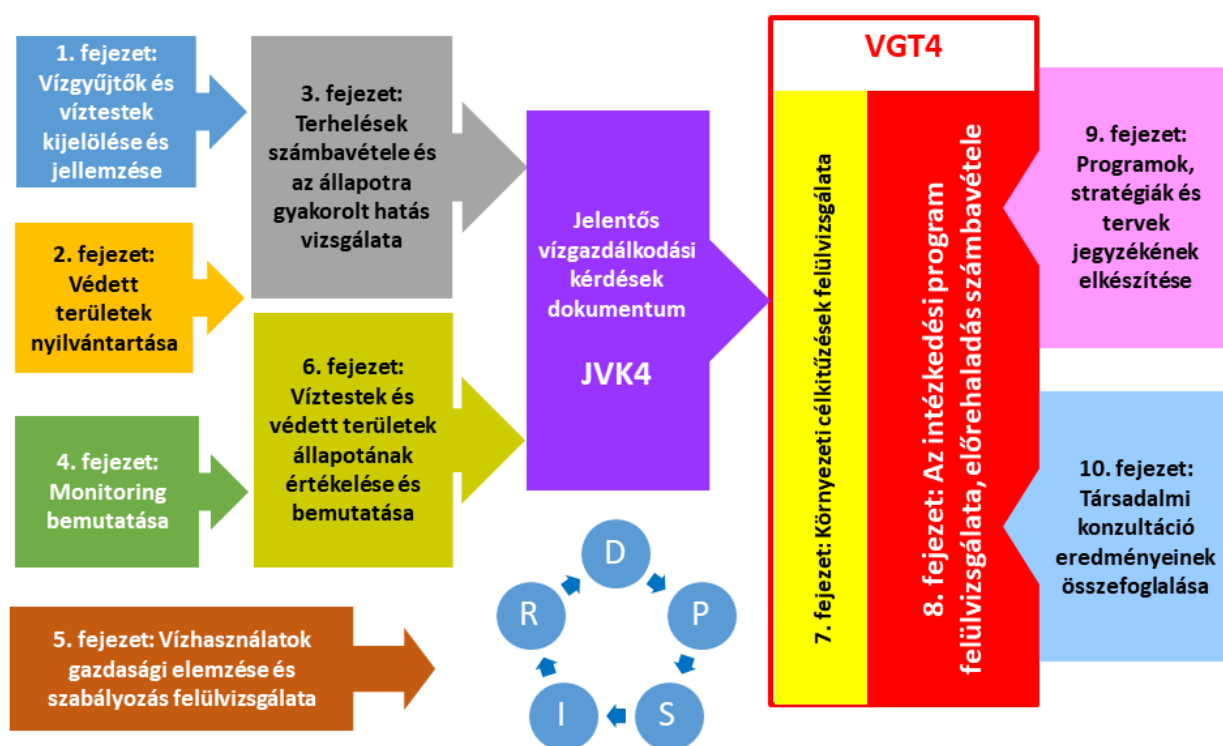 1. fejezet:
Vízgyűjtők és
víztestek
kijelölése és
jellemzése
2. fejezet:
Védett
területek
nyilvántartása
4. fejezet:
Monitoring
bemutatása
5. fejezet: Vízhasználatok
gazdasági elemzése és
szabályozás felülvizsgálata
3. fejezet:
Terhelések
számbavétele és
az állapotra
gyakorolt hatás
vizsgálata
6. fejezet:
Víztestek és
védett területek
állapotának
értékelése és
bemutatása
Jelentős
vízgazdálkodási
kérdések
dokumentum
JVK4
D
P
S
I
R
VGT4
7. fejezet: Környezeti célkitűzések felülvizsgálata
8. fejezet: Az intézkedési program
felülvizsgálata, előrehaladás számbavétele
9. fejezet:
Programok,
stratégiák és
tervek
jegyzékének
elkészítése
10. fejezet:
Társadalmi
konzultáció
eredményeinek
összefoglalása